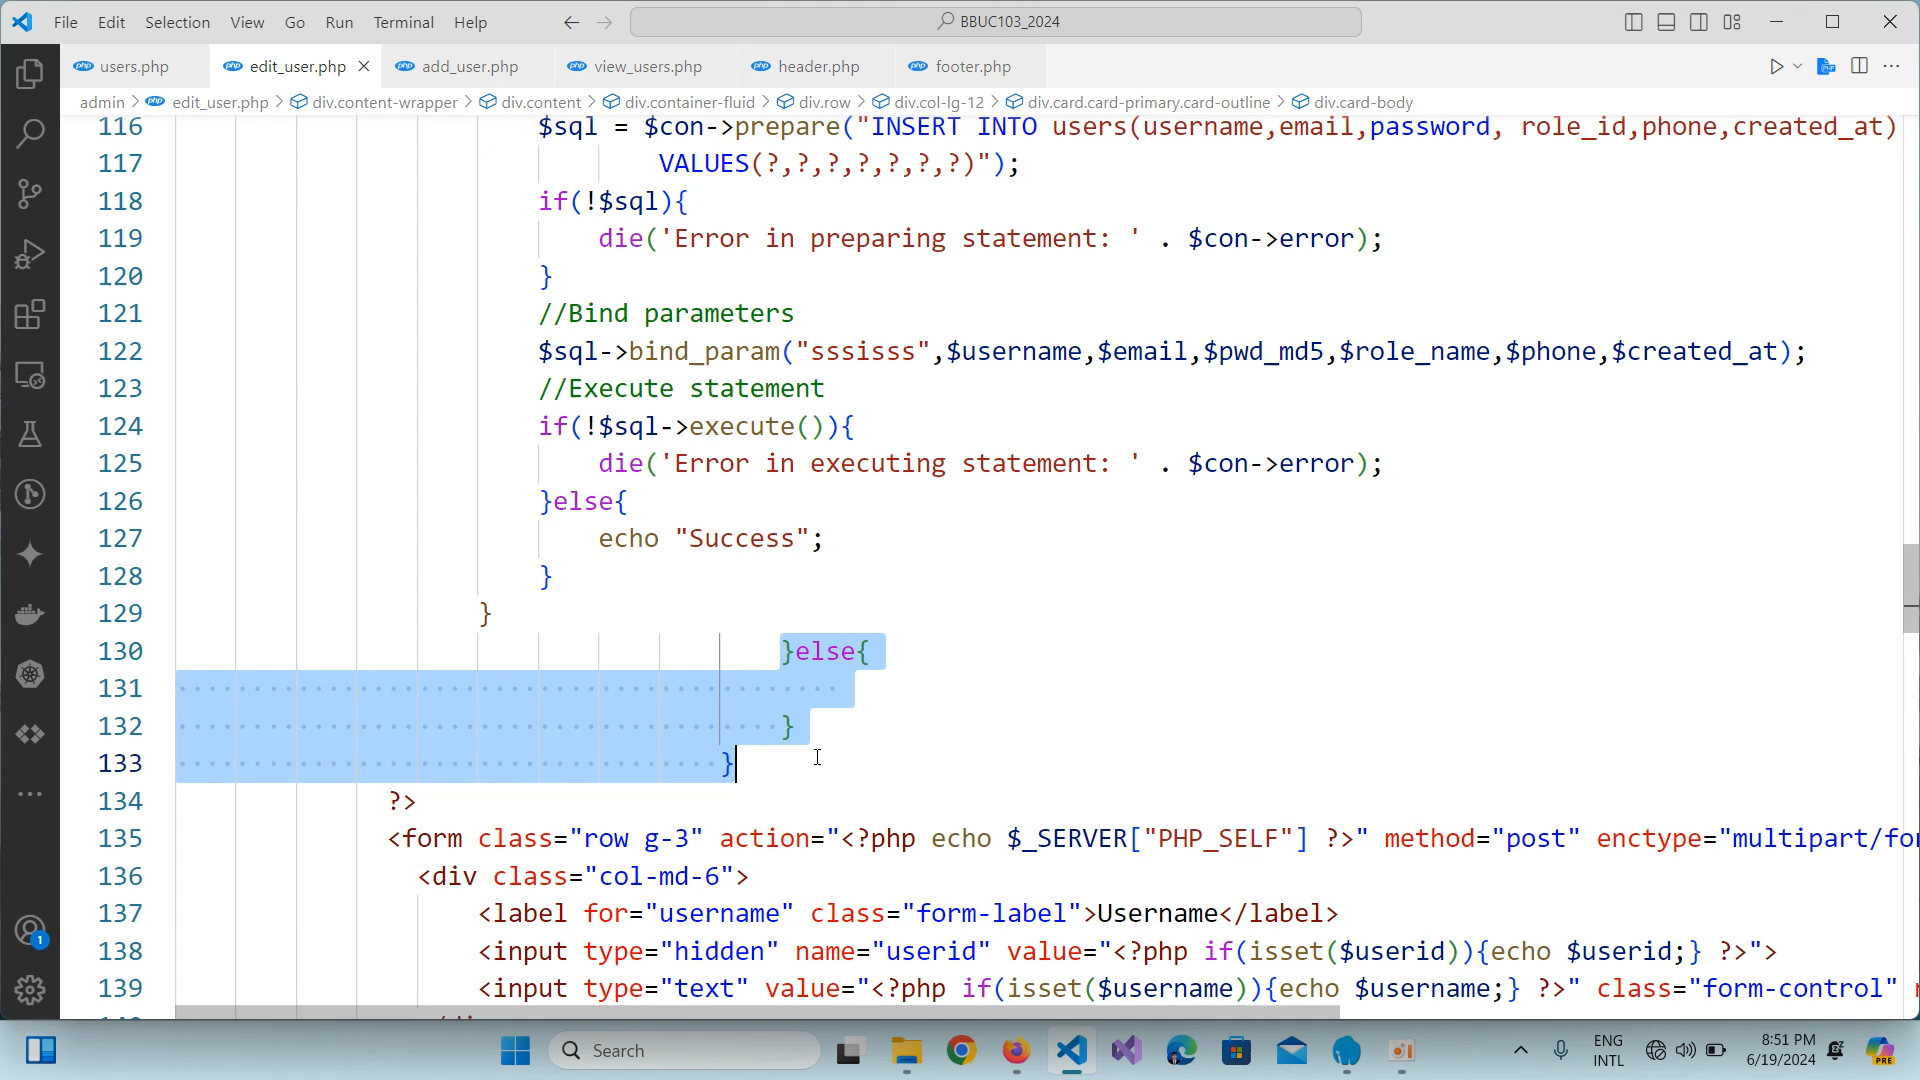 File Edit Selection View Go Run Terminal Help
BBUC103_2024
users.php edit_user.php add_user.php view_users.php header.php footer.php
admin > edit_user.php > div.content-wrapper > div.content > div.container-fluid > div.row > div.col-lg-12 > div.card.card-primary.card-outline > div.card-body
116 $sql = $con->prepare("INSERT INTO users(username,email,password, role_id,phone,created_at)
117 VALUES(?,?,?,?,?,?,?)");
118 if(!$sql){
119 die('Error in preparing statement: ' . $con->error);
120 }
121 //Bind parameters
122 $sql->bind_param("sssisss",$username,$email,$pwd_md5,$role_name,$phone,$created_at);
123 //Execute statement
124 if(!$sql->execute()){
125 die('Error in executing statement: ' . $con->error);
126 }else{
127 echo "Success";
128 }
129 }
130 }else{
131
132 }
133 }
134 ?>
135 <form class="row g-3" action="<?php echo $_SERVER["PHP_SELF"] ?>" method="post" enctype="multipart/for
136 <div class="col-md-6">
137 <label for="username" class="form-label">Username</label>
138 <input type="hidden" name="userid" value="<?php if(isset($userid)){echo $userid;} ?>">
139 <input type="text" value="<?php if(isset($username)){echo $username;} ?>" class="form-control"
1
Search
ENG
INTL
8:51 PM
6/19/2024
PRE